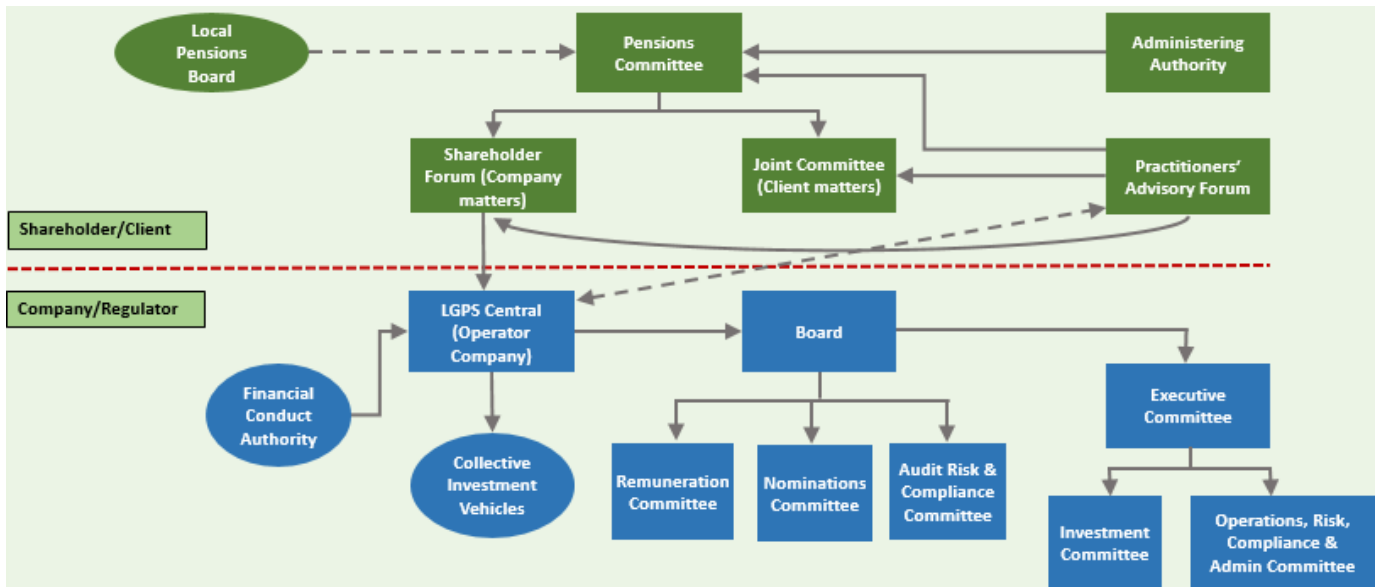 Local
Pensions
Board
Pensions
Committee
Administering
Authority
Shareholder
Forum (Company
matters)
Joint Committee
(Client matters)
Practitioners'
Advisory Forum
Shareholder/Client
Company/Regulator
LGPS Central
(Operator
Company)
Board
Financial
Conduct
Authority
Executive
Committee
Collective
Investment
Vehicles
Remuneration
Committee
Nominations
Committee
Audit Risk &
Compliance
Committee
Investment
Committee
Operations, Risk,
Compliance &
Admin Committee